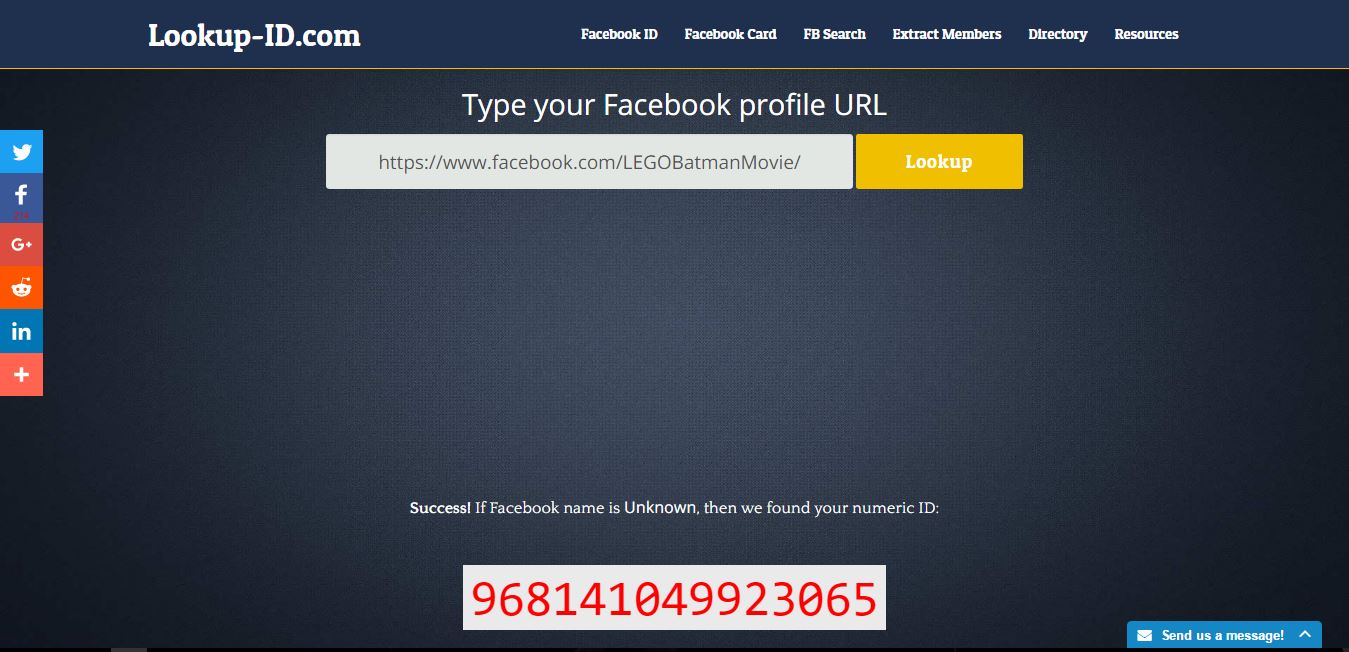 Lookup-ID.com
Facebook ID Facebook Card FB Search Extract Members Directory Resources
Type your Facebook profile URL
https://www.facebook.com/LEGOBatmanMovie/ Lookup
f
214
G+
in
+
Success! If Facebook name is Unknown, then we found your numeric ID:
968141049923065
Send us a message!